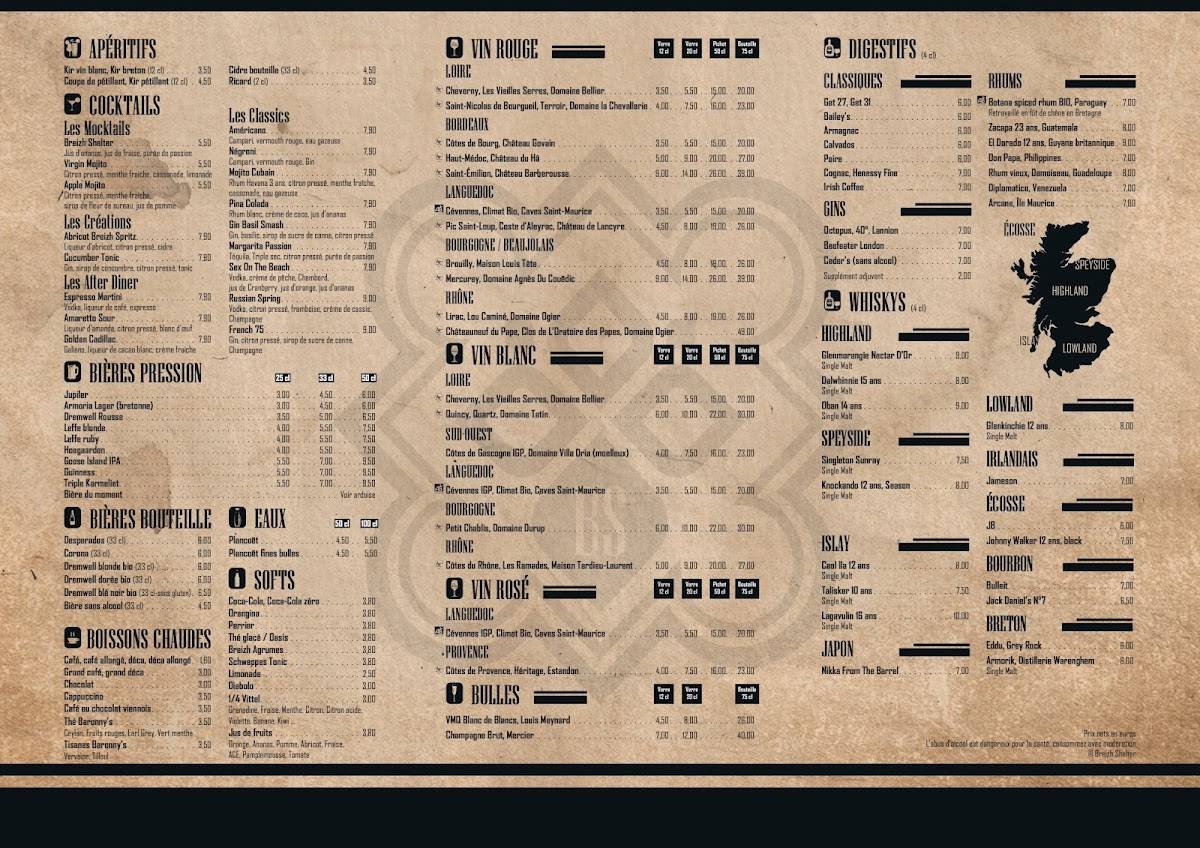 APÉRITIFS
Kir vin blanc, Kir breton (12 cl) 3,50
Coupe de pétillant, Kir pétillant (12 cl) 4,50
Cidre bouteille (33 cl) 4,50
Ricard (2 cl) 3,50
COCKTAILS
Les Mocktails
Breizh Shelter 5,50
Jus d'ananas, jus de fraise, purée de passion
Virgin Mojito 5,50
Citron pressé, menthe fraîche, cassonade, limonade
Apple Mojito 5,50
Citron pressé, menthe fraîche,
sirop de fleur de sureau, jus de pomme
Les Créations
Abricot Breizh Spritz 7,90
Liqueur d'abricot, citron pressé, cidre
Cucumber Tonic 7,90
Gin, sirop de concombre, citron pressé, tonic
Les After Diner
Espresso Martini 7,90
Vodka, liqueur de café, expresso
Amaretto Sour 7,90
Liqueur d'amande, citron pressé, blanc d'œuf
Golden Cadillac 7,90
Galliano, liqueur de cacao blanc, crème fraîche
Les Classics
Américano 7,90
Campari, vermouth rouge, eau gazeuse
Négroni 7,90
Campari, vermouth rouge, Gin
Mojito Cubain 7,90
Rhum Havana 3 ans, citron pressé, menthe fraîche,
cassonade, eau gazeuse
Pina Colada 7,90
Rhum blanc, crème de coco, jus d'ananas
Gin Basil Smash 7,90
Gin, basilic, sirop de sucre de canne, citron pressé
Margarita Passion 7,90
Téquila, Triple sec, citron pressé, purée de passion
Sex On The Beach 7,90
Vodka, crème de pêche, Chambord,
jus de Cranberry, jus d'orange, jus d'ananas
Russian Spring 9,00
Vodka, citron pressé, framboise, crème de cassis,
Champagne
French 75 9,00
Gin, citron pressé, sirop de sucre de canne,
Champagne
BIÈRES PRESSION 25 cl 33 cl 50 cl
Jupiler 3,00 4,50 6,00
Armoria Lager (bretonne) 3,00 4,50 6,00
Dremwell Rousse 3,50 5,00 6,50
Leffe blonde 4,00 5,50 7,50
Leffe ruby 4,00 5,50 7,50
Hoegaarden 4,00 5,50 7,50
Goose Island IPA 5,50 7,00 9,50
Guinness 5,50 7,00 9,50
Triple Karmeliet 5,50 7,00 9,50
Bière du moment Voir ardoise
BIÈRES BOUTEILLE
Desperados (33 cl) 6,00
Corona (33 cl) 6,00
Dremwell blonde bio (33 cl) 6,00
Dremwell dorée bio (33 cl) 6,00
Dremwell blé noir bio (33 cl-sans gluten) 6,50
Bière sans alcool (33 cl) 4,50
BOISSONS CHAUDES
Café, café allongé, déca, déca allongé 1,60
Grand café, grand déca 3,00
Chocolat 3,00
Cappuccino 3,50
Café ou chocolat viennois 3,50
Thé Baronny's 3,50
Ceylan, Fruits rouges, Earl Grey, Vert menthe
Tisanes Baronny's 3,50
Verveine, Tilleul
EAUX 50 cl 100 cl
Plancoët 4,50 5,50
Plancoët fines bulles 4,50 5,50
SOFTS
Coca-Cola, Coca-Cola zéro 3,80
Orangina 3,80
Perrier 3,80
Thé glacé / Oasis 3,80
Breizh Agrumes 3,80
Schweppes Tonic 3,80
Limonade 2,50
Diabolo 3,00
1/4 Vittel 3,00
Grenadine, Fraise, Menthe, Citron, Citron acide,
Violette, Banane, Kiwi ...
Jus de fruits 3,80
Orange, Ananas, Pomme, Abricot, Fraise,
ACE, Pamplemousse, Tomate
VIN ROUGE Verre 12 cl Verre 20 cl Pichet 50 cl Bouteille 75 cl
LOIRE
Cheverny, Les Vieilles Serres, Domaine Bellier 3,50 5,50 15,00 20,00
Saint-Nicolas de Bourgueil, Terroir, Domaine la Chevallerie 4,00 7,50 16,00 23,00
BORDEAUX
Côtes de Bourg, Château Govain 3,50 5,50 15,00 20,00
Haut-Médoc, Château du Hâ 5,00 9,00 20,00 27,00
Saint-Émilion, Château Barberousse 9,00 14,00 26,00 39,00
LANGUEDOC
Cévennes, Climat Bio, Caves Saint-Maurice 3,50 5,50 15,00 20,00
Pic Saint-Loup, Ceste d'Aleyrac, Château de Lancyre 4,50 8,00 19,00 26,00
BOURGOGNE / BEAUJOLAIS
Brouilly, Maison Louis Tête 4,50 8,00 18,00 26,00
Mercurey, Domaine Agnès Du Couëdic 9,00 14,00 26,00 39,00
RHÔNE
Lirac, Lou Caminé, Domaine Ogier 4,50 8,00 19,00 26,00
Châteauneuf du Pape, Clos de L'Oratoire des Papes, Domaine Ogier 49,00
VIN BLANC Verre 12 cl Verre 20 cl Pichet 50 cl Bouteille 75 cl
LOIRE
Cheverny, Les Vieilles Serres, Domaine Bellier 3,50 5,50 15,00 20,00
Quincy, Quartz, Domaine Tatin 6,00 10,00 22,00 30,00
SUD-OUEST
Côtes de Gascogne IGP, Domaine Villa Dria (moelleux) 4,00 7,50 16,00 23,00
LANGUEDOC
Cévennes IGP, Climat Bio, Caves Saint-Maurice 3,50 5,50 15,00 20,00
BOURGOGNE
Petit Chablis, Domaine Durup 6,00 10,00 22,00 30,00
RHÔNE
Côtes du Rhône, Les Ramades, Maison Tardieu-Laurent 5,00 9,00 20,00 27,00
VIN ROSÉ Verre 12 cl Verre 20 cl Pichet 50 cl Bouteille 75 cl
LANGUEDOC
Cévennes IGP, Climat Bio, Caves Saint-Maurice 3,50 5,50 15,00 20,00
PROVENCE
Côtes de Provence, Héritage, Estandon 4,00 7,50 16,00 23,00
BULLES Verre 12 cl Verre 20 cl Bouteille 75 cl
VMQ Blanc de Blancs, Louis Maynard 4,50 8,00 26,00
Champagne Brut, Mercier 7,00 12,00 40,00
DIGESTIFS (4 cl)
CLASSIQUES
Get 27, Get 31 6,00
Bailey's 6,00
Armagnac 6,00
Calvados 6,00
Poire 6,00
Cognac, Henessy Fine 7,00
Irish Coffee 7,00
GINS
Octopus, 40°, Lannion 7,00
Beefeater London 7,00
Ceder's (sans alcool) 7,00
Supplément adjuvent 2,00
RHUMS
Botana spiced rhum BIO, Paraguay 7,00
Retravaillé en fût de chêne en Bretagne
Zacapa 23 ans, Guatemala 8,00
El Dorado 12 ans, Guyane britannique 9,00
Don Papa, Philippines 7,00
Rhum vieux, Damoiseau, Guadeloupe 8,00
Diplomatico, Venezuela 7,00
Arcane, Île Maurice 7,00
ÉCOSSE
SPEYSIDE
HIGHLAND
ISLAY
LOWLAND
WHISKYS (4 cl)
HIGHLAND
Glenmorangie Nectar D'Or 9,00
Single Malt
Dalwhinnie 15 ans 8,00
Single Malt
Oban 14 ans 9,00
Single Malt
SPEYSIDE
Singleton Sunray 7,50
Single Malt
Knockando 12 ans, Season 8,00
Single Malt
ISLAY
Caol Ila 12 ans 8,00
Single Malt
Talisker 10 ans 7,50
Single Malt
Lagavulin 16 ans 10,00
Single Malt
JAPON
Nikka From The Barrel 7,00
LOWLAND
Glenkinchie 12 ans 8,00
Single Malt
IRLANDAIS
Jameson 7,00
ÉCOSSE
JB 6,00
Johnny Walker 12 ans, black 7,50
BOURBON
Bulleit 7,00
Jack Daniel's N°7 6,50
BRETON
Eddu, Grey Rock 6,00
Armorik, Distillerie Warenghem 6,00
Single Malt
Prix nets en euros
L'abus d'alcool est dangereux pour la santé, consommez avec modération
© Breizh Shelter